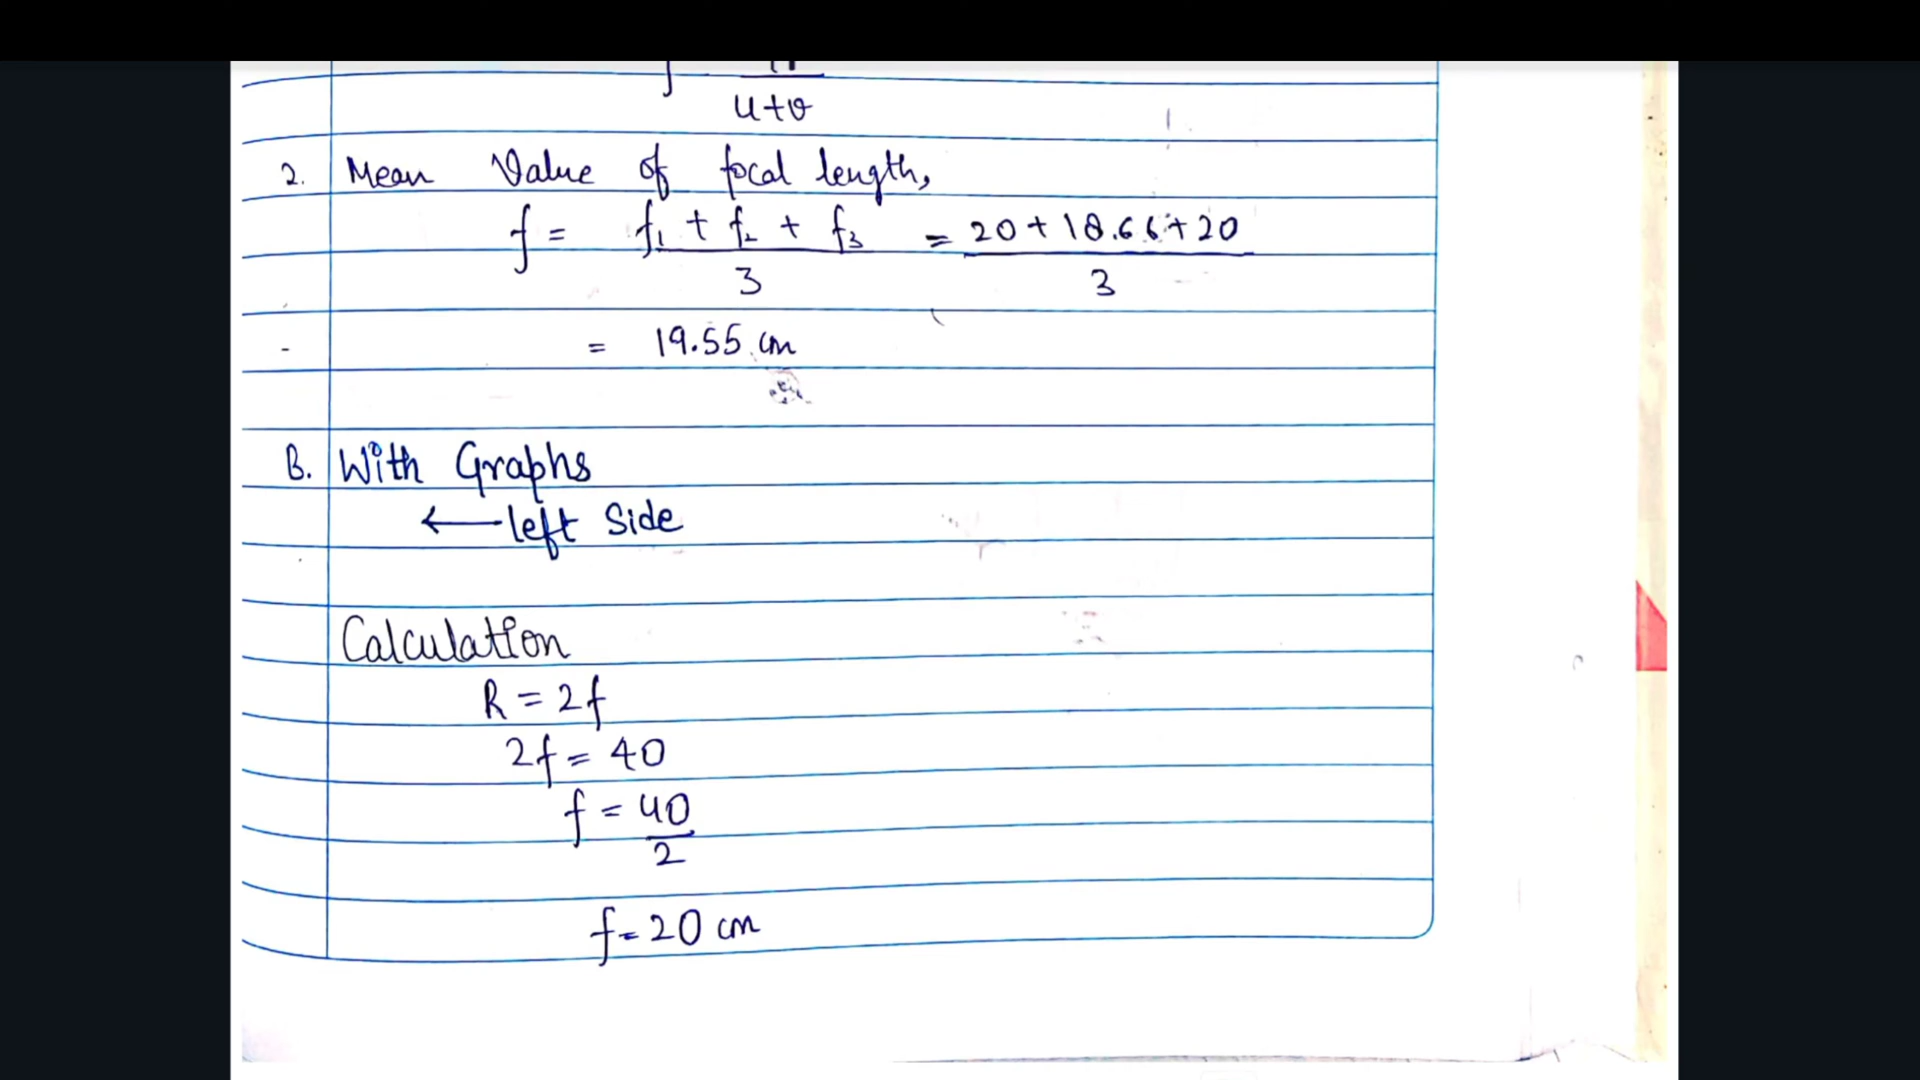 f
u+v
2. Mean Value of focal length,
f = f₁ + f₂ + f₃ / 3 = 20 + 18.66 + 20 / 3
= 19.55 cm
B. With Graphs
← left Side
Calculation
R = 2f
2f = 40
f = 40 / 2
f = 20 cm